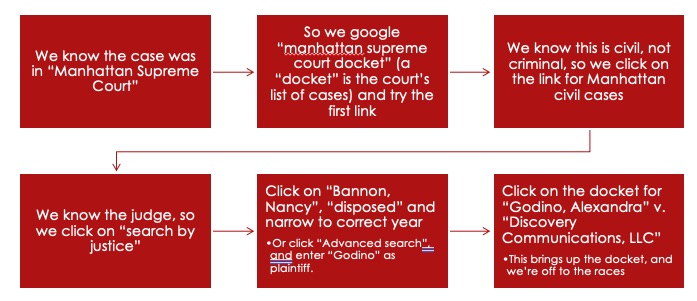 We know the case was
in “Manhattan Supreme
Court”
So we google
“manhattan supreme
court docket” (a
“docket” is the court’s
list of cases) and try the
first link
We know this is civil, not
criminal, so we click on
the link for Manhattan
civil cases
We know the judge, so
we click on “search by
justice”
Click on “Bannon,
Nancy”, “disposed” and
narrow to correct year
•Or click “Advanced search”,
and enter “Godino” as
plaintiff.
Click on the docket for
“Godino, Alexandra” v.
“Discovery
Communications, LLC”
•This brings up the docket, and
we’re off to the races